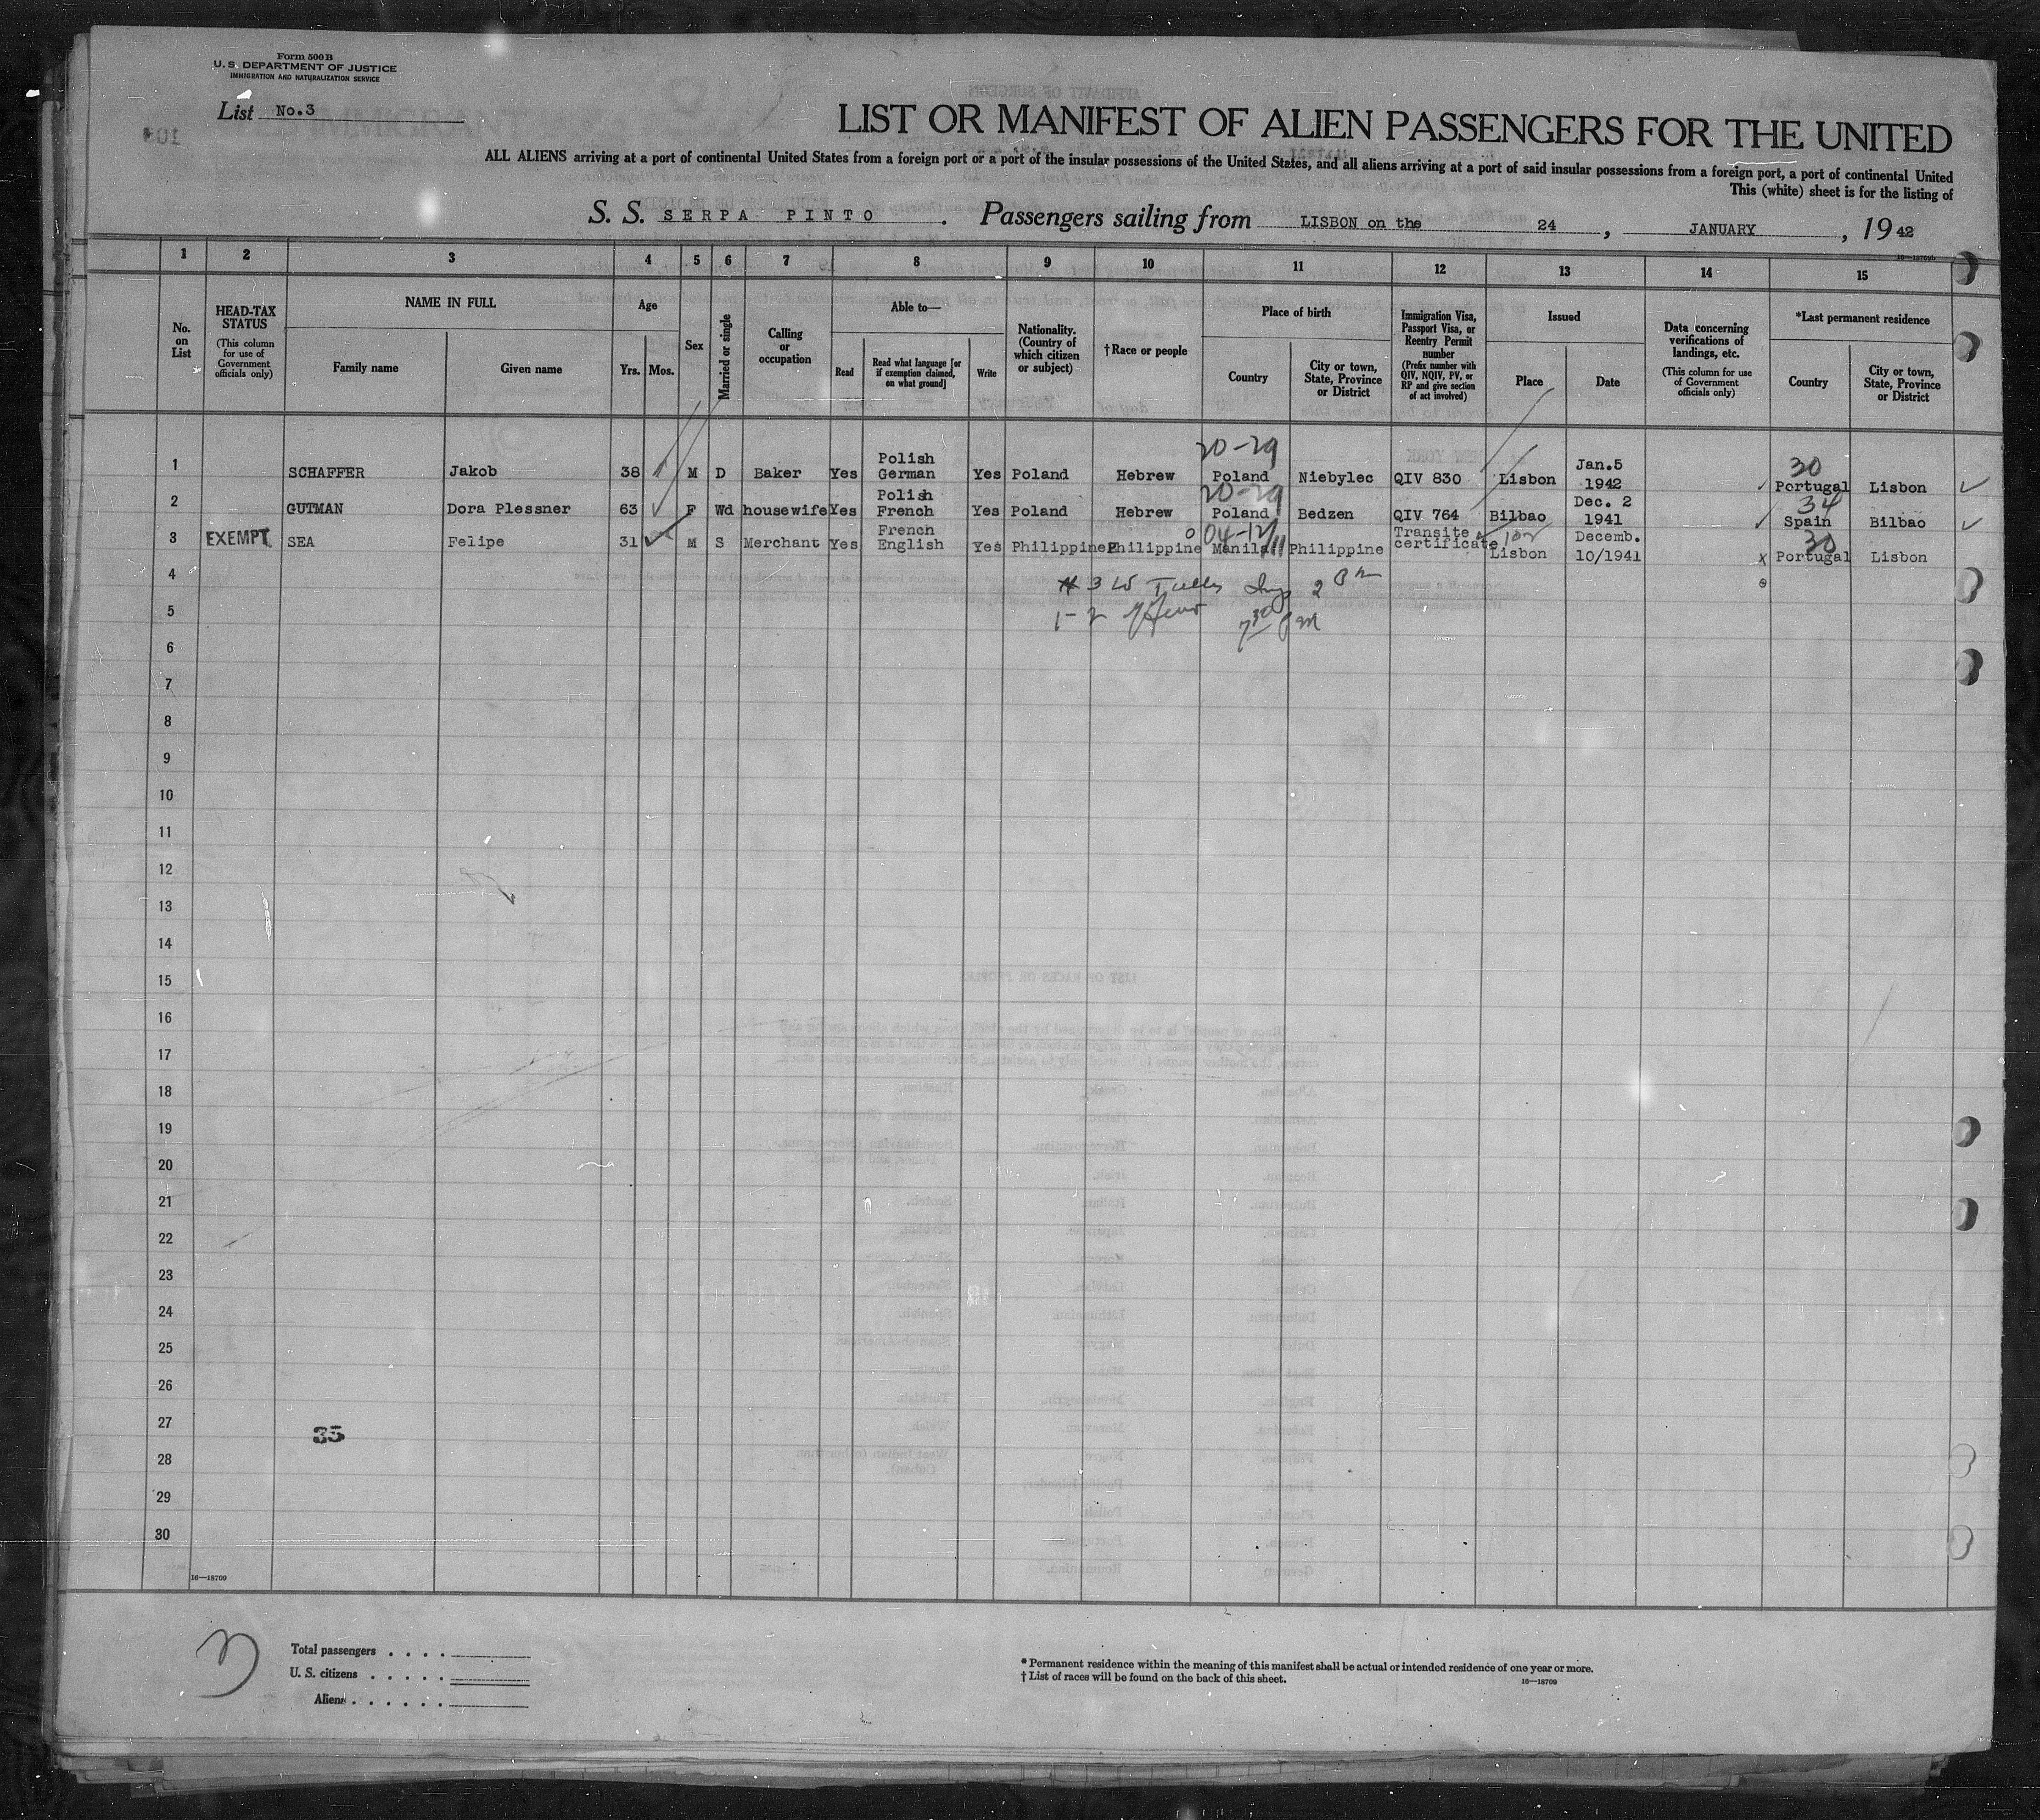 Form 500 B
U. S. DEPARTMENT OF JUSTICE
IMMIGRATION AND NATURALIZATION SERVICE
List No.3
LIST OR MANIFEST OF ALIEN PASSENGERS FOR THE UNITED
ALL ALIENS arriving at a port of continental United States from a foreign port or a port of the insular possessions of the United States, and all aliens arriving at a port of said insular possessions from a foreign port, a port of continental United
This (white) sheet is for the listing of
S. S. SERPA PINTO . Passengers sailing from LISBON on the 24 , JANUARY , 19 42
16—18709b
1 2 3 4 5 6 7 8 9 10 11 12 13 14 15
No. on List
HEAD-TAX STATUS (This column for use of Government officials only)
NAME IN FULL
Family name
Given name
Age
Yrs. Mos.
Sex
Married or single
Calling or occupation
Able to—
Read
Read what language [or if exemption claimed, on what ground]
Write
Nationality. (Country of which citizen or subject)
† Race or people
Place of birth
Country
City or town, State, Province or District
Immigration Visa, Passport Visa, or Reentry Permit number (Prefix number with QIV, NQIV, PV, or RP and give section of act involved)
Issued
Place
Date
Data concerning verifications of landings, etc. (This column for use of Government officials only)
*Last permanent residence
Country
City or town, State, Province or District
20-29
1 SCHAFFER Jakob 38 M D Baker Yes Polish German Yes Poland Hebrew Poland Niebylec QIV 830 Lisbon Jan.5 1942 30 Portugal Lisbon
20-29
2 GUTMAN Dora Plessner 63 F Wd housewife Yes Polish French Yes Poland Hebrew Poland Bedzen QIV 764 Bilbao Dec. 2 1941 34 Spain Bilbao
3 EXEMPT SEA Felipe 31 M S Merchant Yes French English Yes Philippine Philippine Manila Philippine Transite certificate Lisbon Decemb. 10/1941 30 Portugal Lisbon
4
5
6
7
8
9
10
11
12
13
14
15
16
17
18
19
20
21
22
23
24
25
26
27
35
28
29
30
16—18709
Total passengers . . . .
U. S. citizens . . . . .
Aliens . . . . . .
* Permanent residence within the meaning of this manifest shall be actual or intended residence of one year or more.
† List of races will be found on the back of this sheet.
16—18709